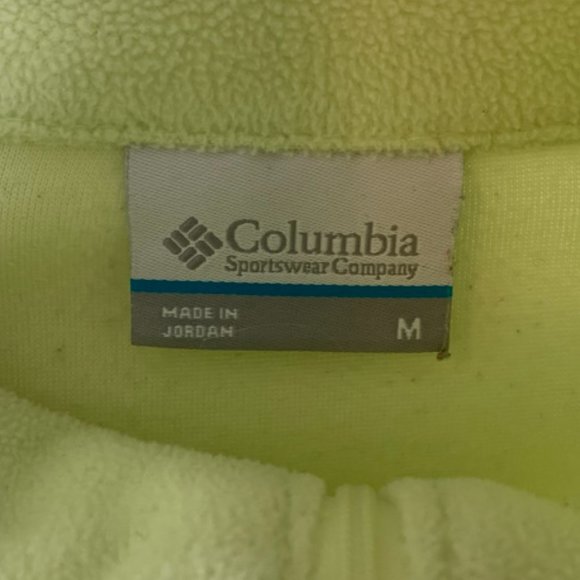 Columbia
Sportswear Company
MADE IN
JORDAN
M